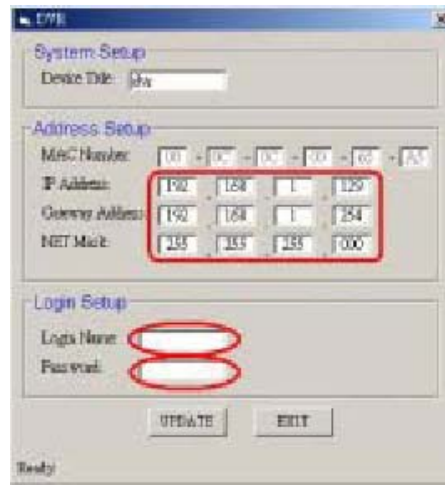 DVR
System Setup
Device Title: dvr
Address Setup
MAC Number:
IP Address: 192 . 168 . 1 . 129
Gateway Address: 192 . 168 . 1 . 254
NET Mask: 255 . 255 . 255 . 000
Login Setup
Login Name:
Password:
UPDATE EXIT
Ready